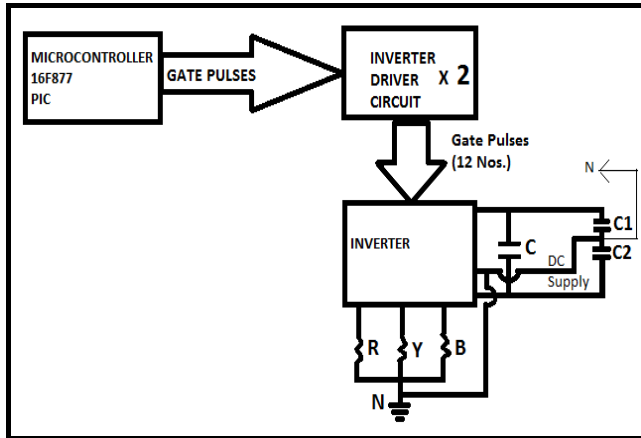 MICROCONTROLLER
16F877
PIC
GATE PULSES
INVERTER
DRIVER
CIRCUIT
X 2
Gate Pulses
(12 Nos.)
N
C1
C2
INVERTER
C
DC
Supply
R
Y
B
N